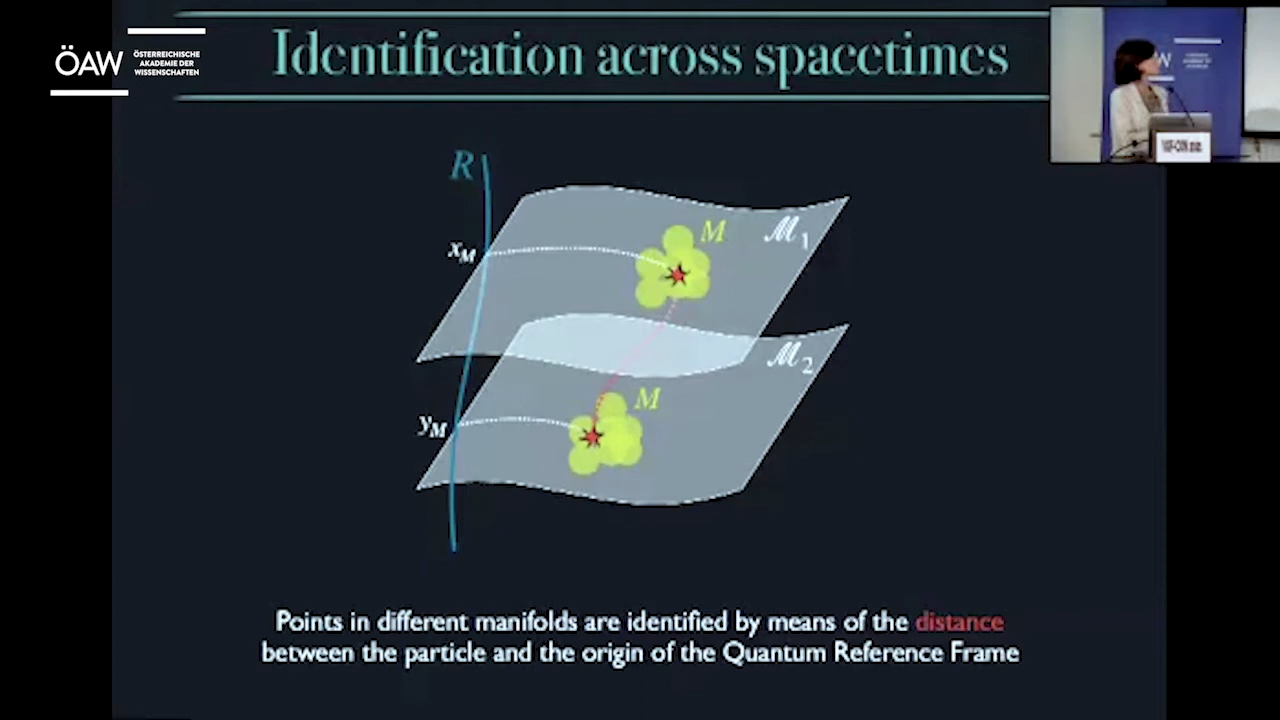 ÖAW
ÖSTERREICHISCHE
AKADEMIE DER
WISSENSCHAFTEN
Identification across spacetimes
R
x_M
M
ℳ₁
y_M
M
ℳ₂
Points in different manifolds are identified by means of the distance
between the particle and the origin of the Quantum Reference Frame